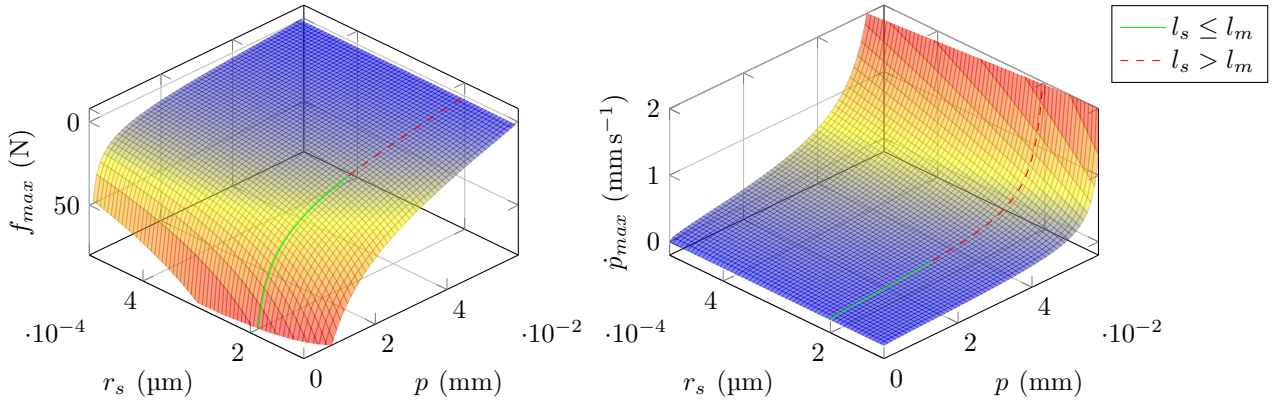 0
50
f_max (N)
4
2
·10⁻⁴
r_s (µm)
0
2
4
·10⁻²
p (mm)
2
1
0
ṗ_max (mm s⁻¹)
4
2
·10⁻⁴
r_s (µm)
0
2
4
·10⁻²
p (mm)
l_s ≤ l_m
l_s > l_m